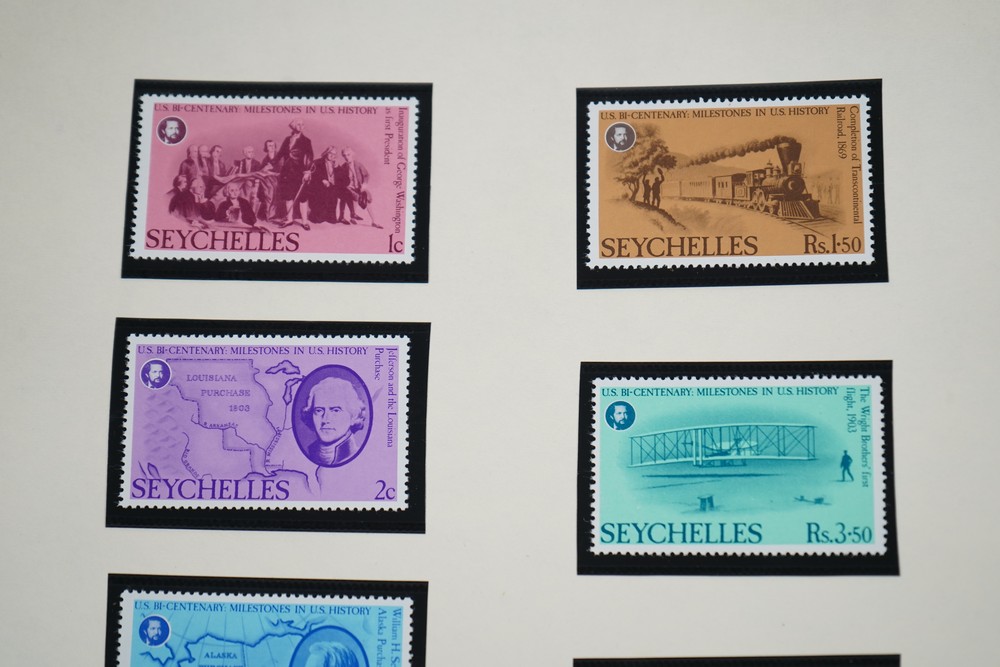 U.S. BI-CENTENARY: MILESTONES IN U.S. HISTORY
Inauguration of George Washington
as first President
SEYCHELLES
1c
U.S. BI-CENTENARY: MILESTONES IN U.S. HISTORY
Completion of Transcontinental
Railroad, 1869
SEYCHELLES
Rs.1·50
U.S. BI-CENTENARY: MILESTONES IN U.S. HISTORY
Jefferson and the Louisiana
Purchase
LOUISIANA
PURCHASE
1803
SEYCHELLES
2c
U.S. BI-CENTENARY: MILESTONES IN U.S. HISTORY
The Wright Brothers' first
flight, 1903
SEYCHELLES
Rs.3·50
U.S. BI-CENTENARY: MILESTONES IN U.S. HISTORY
William H.
Alaska
ALASKA